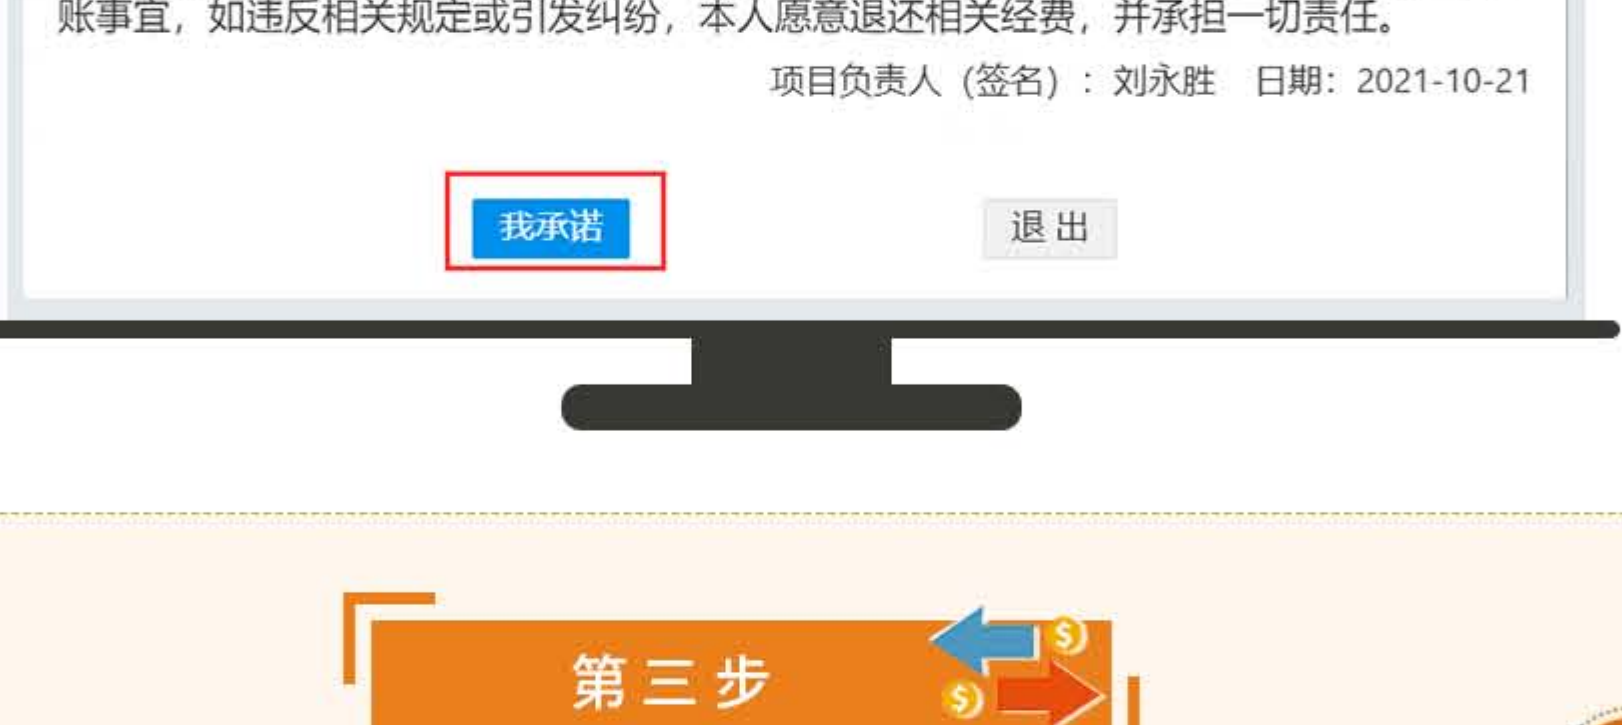 账事宜，如违反相关规定或引发纠纷，本人愿意退还相关经费，并承担一切责任。
项目负责人（签名）：刘永胜 日期：2021-10-21
我承诺 退出
第三步